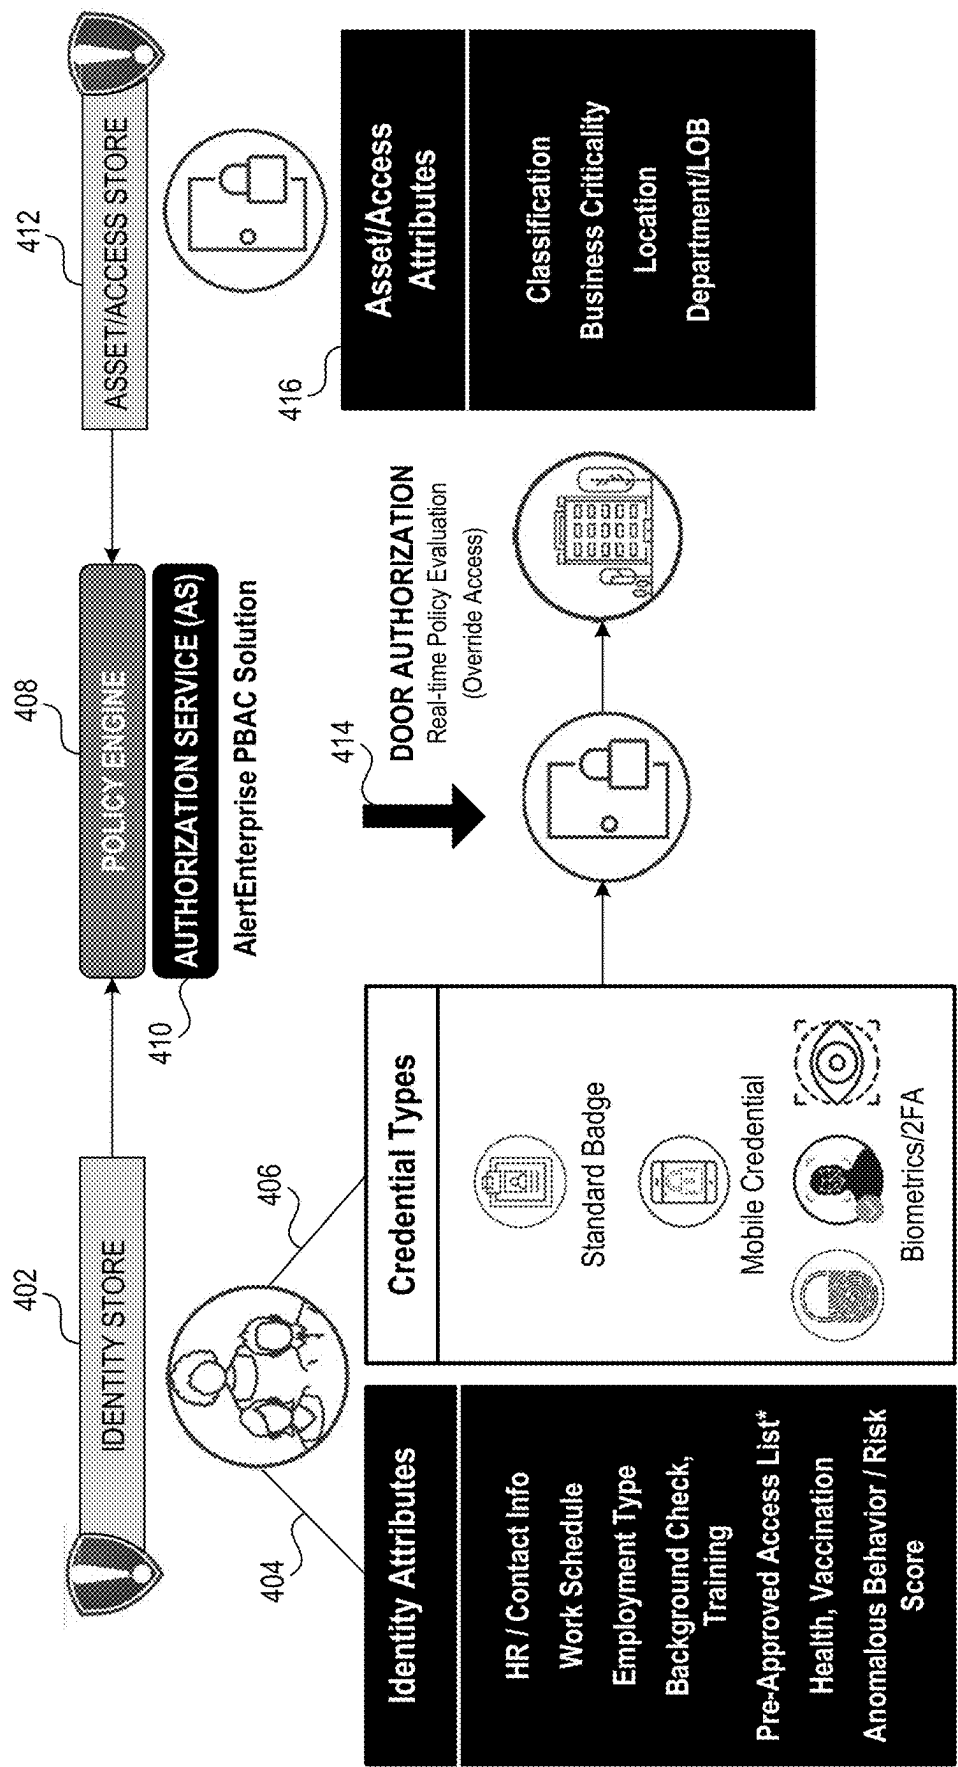 402
IDENTITY STORE
408
POLICY ENGINE
412
ASSET/ACCESS STORE
410
AUTHORIZATION SERVICE (AS)
AlertEnterprise PBAC Solution
404
406
Identity Attributes
HR / Contact Info
Work Schedule
Employment Type
Background Check,
Training
Pre-Approved Access List*
Health, Vaccination
Anomalous Behavior / Risk
Score
Credential Types
Standard Badge
Mobile Credential
Biometrics/2FA
414
DOOR AUTHORIZATION
Real-time Policy Evaluation
(Override Access)
416
Asset/Access
Attributes
Classification
Business Criticality
Location
Department/LOB